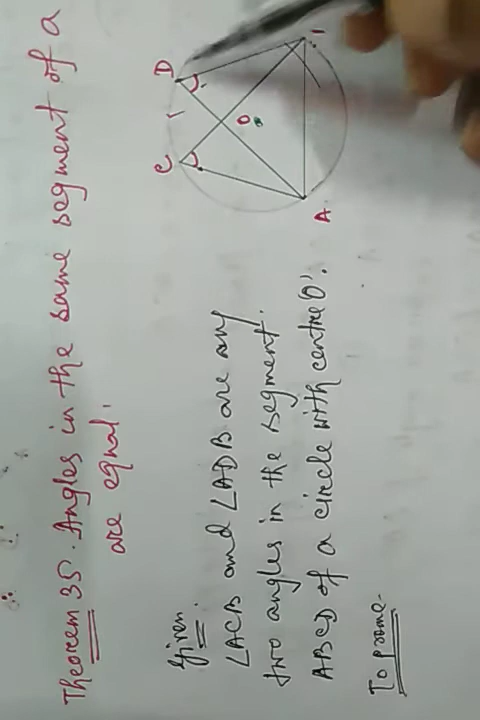 Theorem 35. Angles in the same segment of a
are equal.
Given.
∠ACB and ∠ADB are any
two angles in the segment.
ABCD of a circle with centre 'O'.
To prome-
D
C
O
A